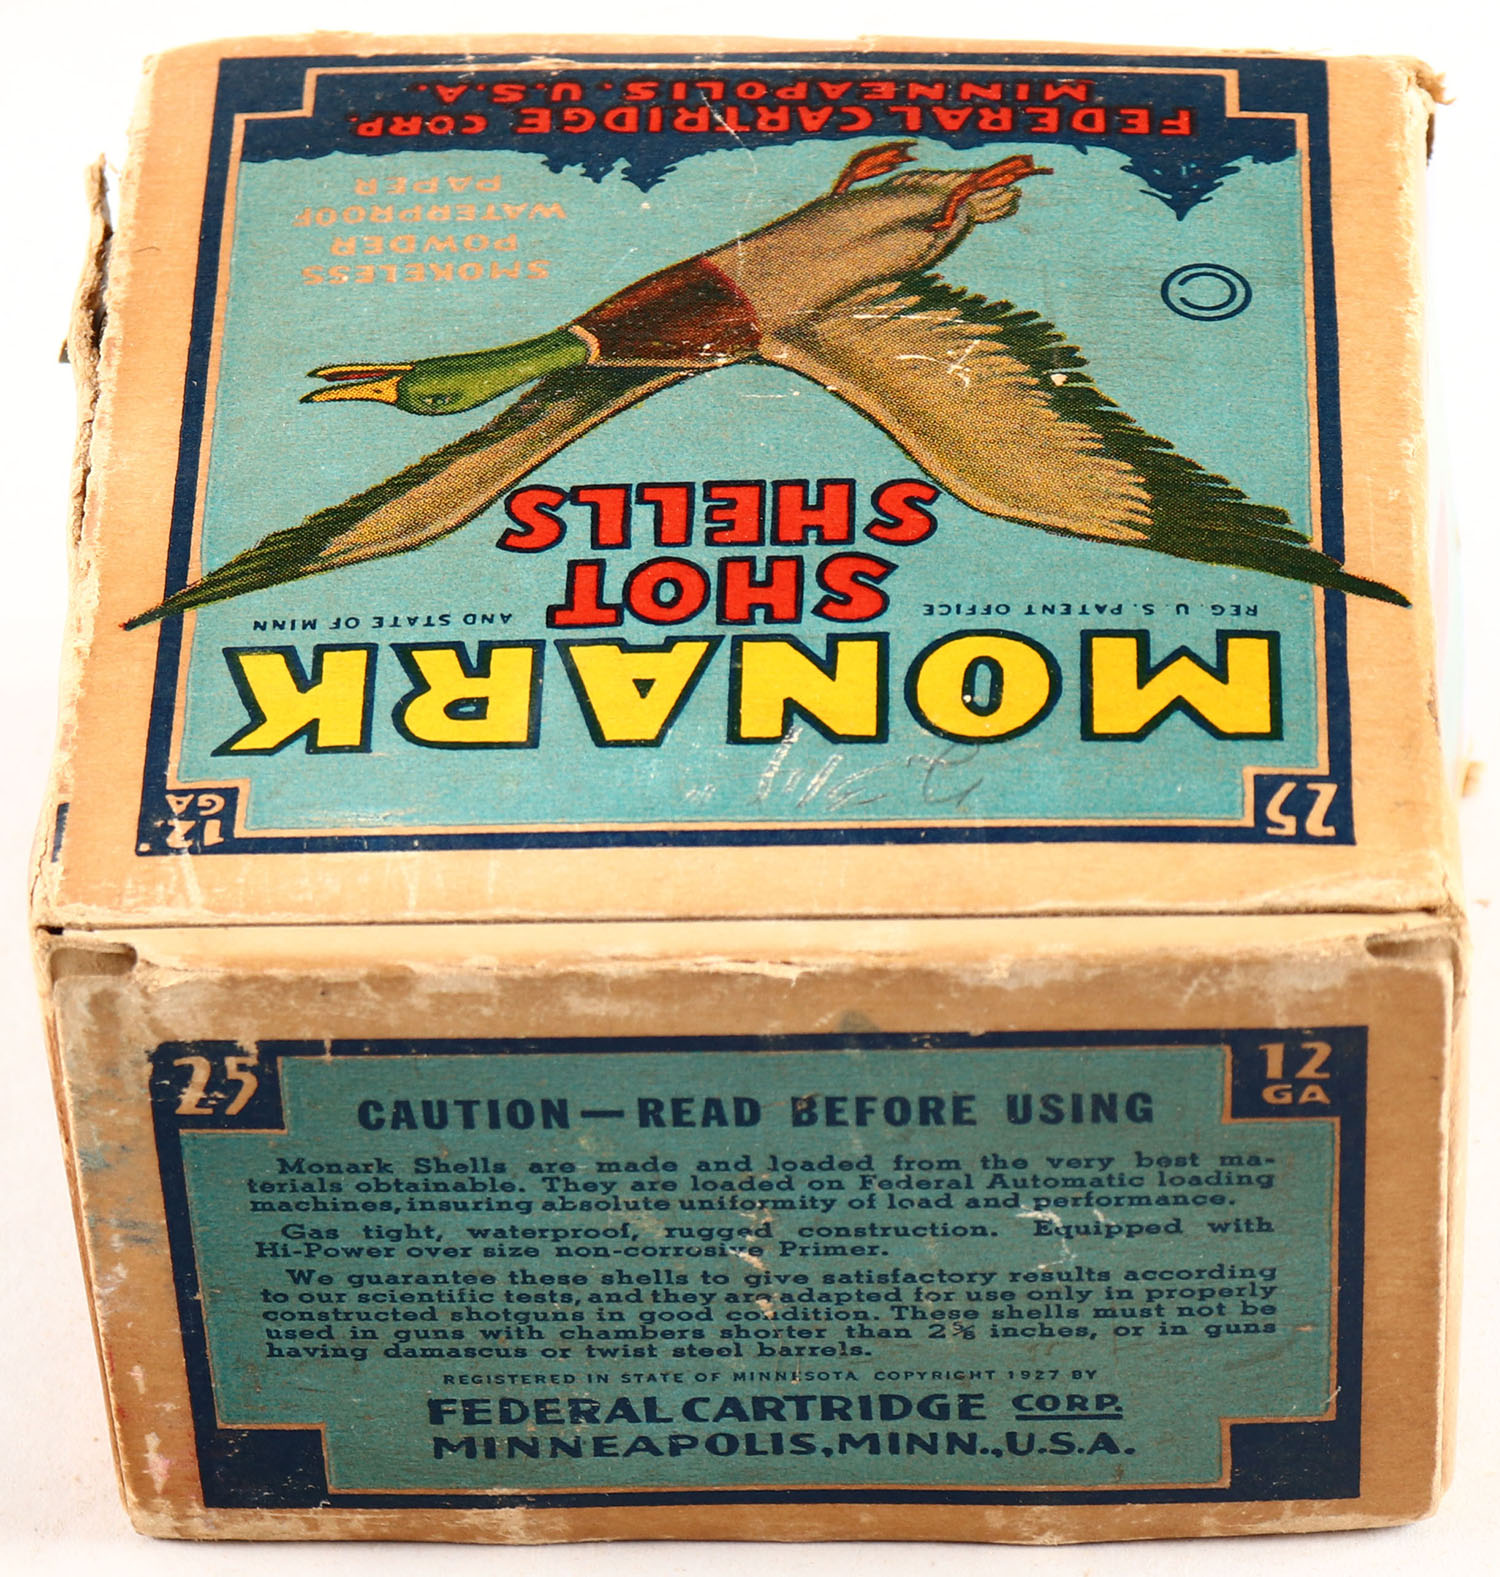 12 GA
25
MONARK
REG. U. S. PATENT OFFICE
AND STATE OF MINN
SHOT
SHELLS
SMOKELESS
POWDER
WATERPROOF
PAPER
FEDERAL CARTRIDGE CORP.
MINNEAPOLIS. U.S.A.
25
12
GA
CAUTION—READ BEFORE USING
Monark Shells are made and loaded from the very best ma-
terials obtainable. They are loaded on Federal Automatic loading
machines, insuring absolute uniformity of load and performance.
Gas tight, waterproof, rugged construction. Equipped with
Hi-Power over size non-corrosive Primer.
We guarantee these shells to give satisfactory results according
to our scientific tests, and they are adapted for use only in properly
constructed shotguns in good condition. These shells must not be
used in guns with chambers shorter than 2⅝ inches, or in guns
having damascus or twist steel barrels.
REGISTERED IN STATE OF MINNESOTA COPYRIGHT 1927 BY
FEDERAL CARTRIDGE CORP.
MINNEAPOLIS, MINN., U.S.A.